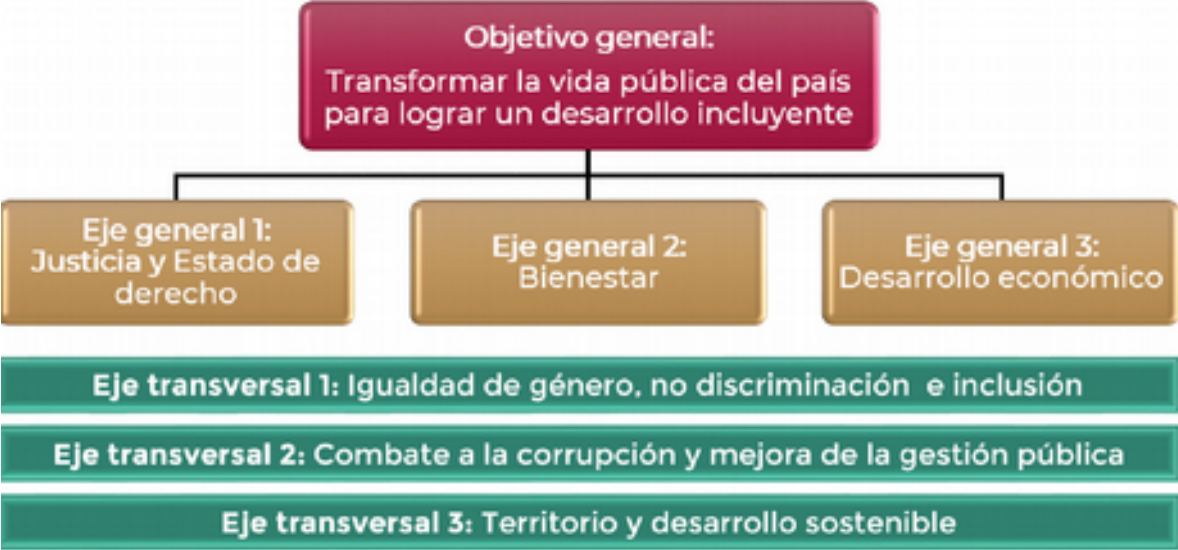 Objetivo general:
Transformar la vida pública del país
para lograr un desarrollo incluyente
Eje general 1:
Justicia y Estado de
derecho
Eje general 2:
Bienestar
Eje general 3:
Desarrollo económico
Eje transversal 1: Igualdad de género, no discriminación e inclusión
Eje transversal 2: Combate a la corrupción y mejora de la gestión pública
Eje transversal 3: Territorio y desarrollo sostenible